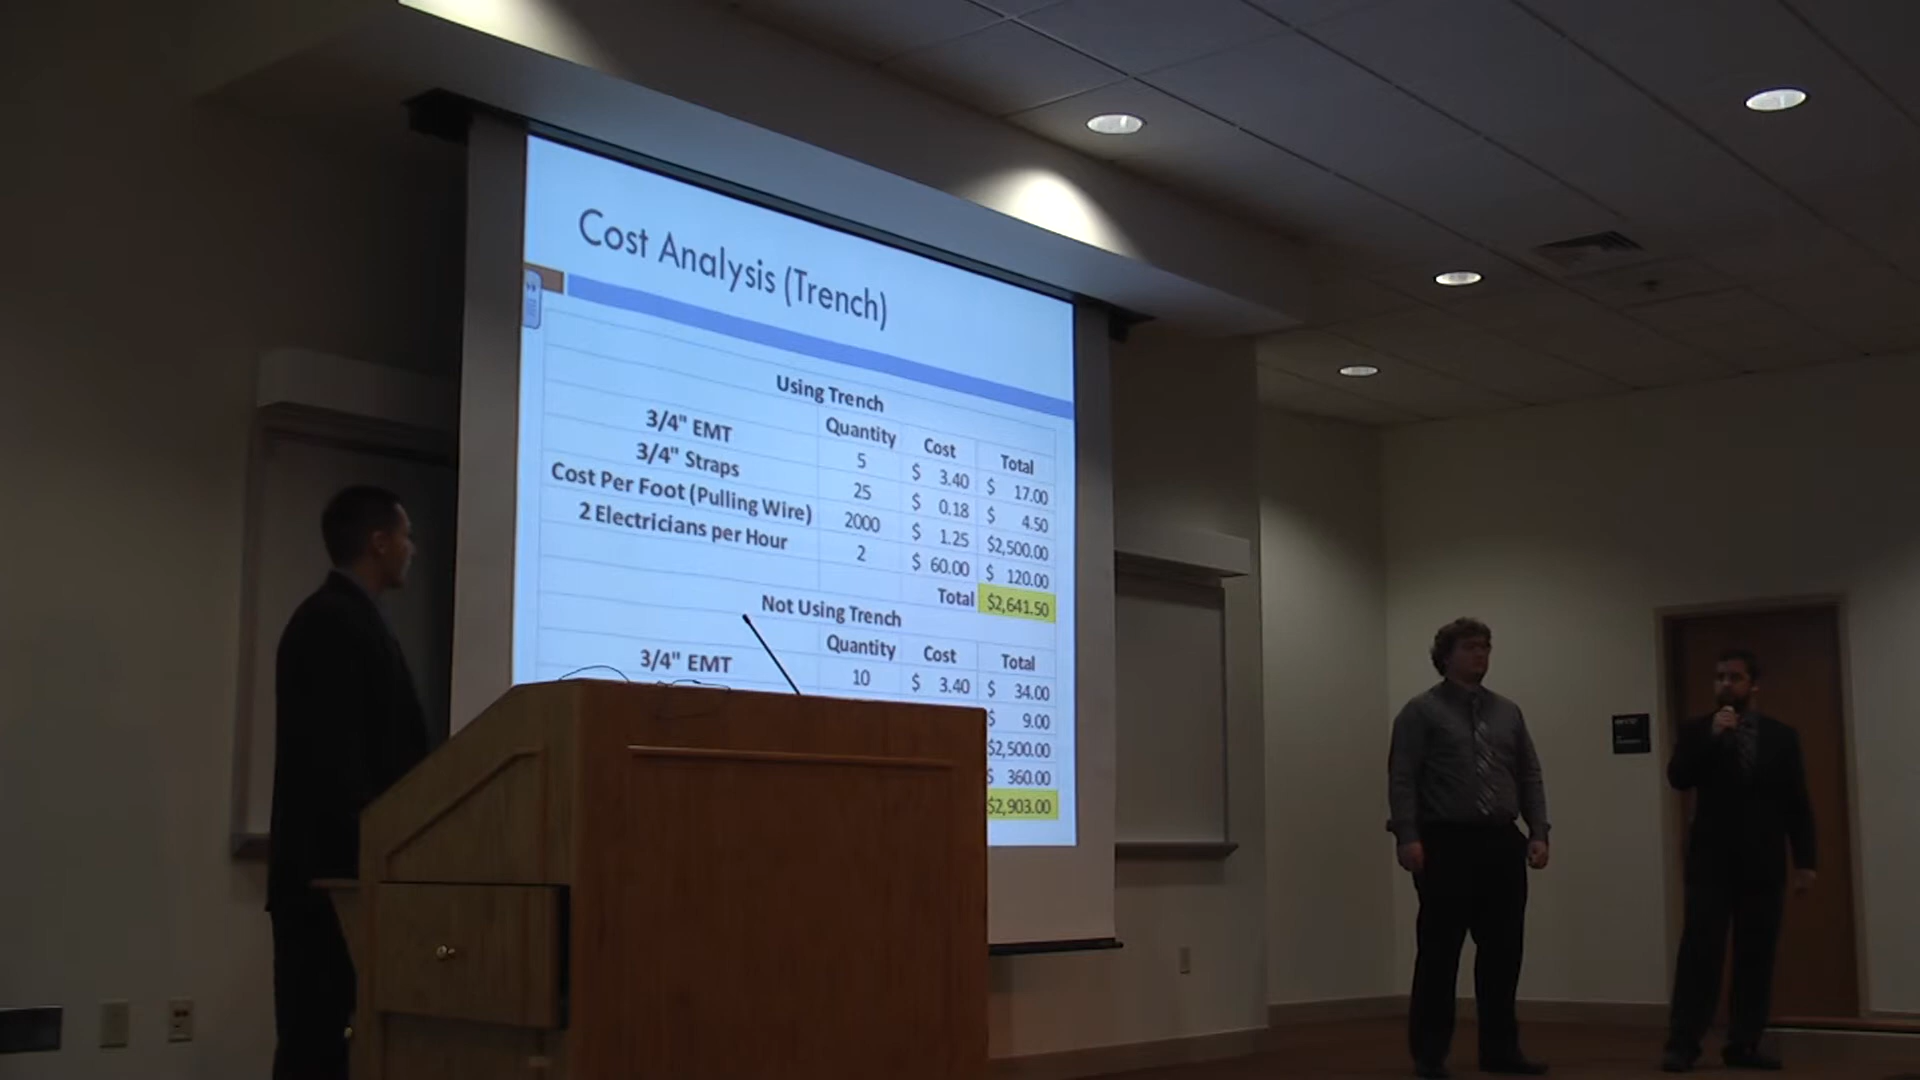 Cost Analysis (Trench)
Using Trench
Quantity Cost Total
3/4" EMT 5 $ 3.40 $ 17.00
3/4" Straps 25 $ 0.18 $ 4.50
Cost Per Foot (Pulling Wire) 2000 $ 1.25 $2,500.00
2 Electricians per Hour 2 $ 60.00 $ 120.00
Total $2,641.50
Not Using Trench
Quantity Cost Total
3/4" EMT 10 $ 3.40 $ 34.00
$ 9.00
$2,500.00
$ 360.00
$2,903.00